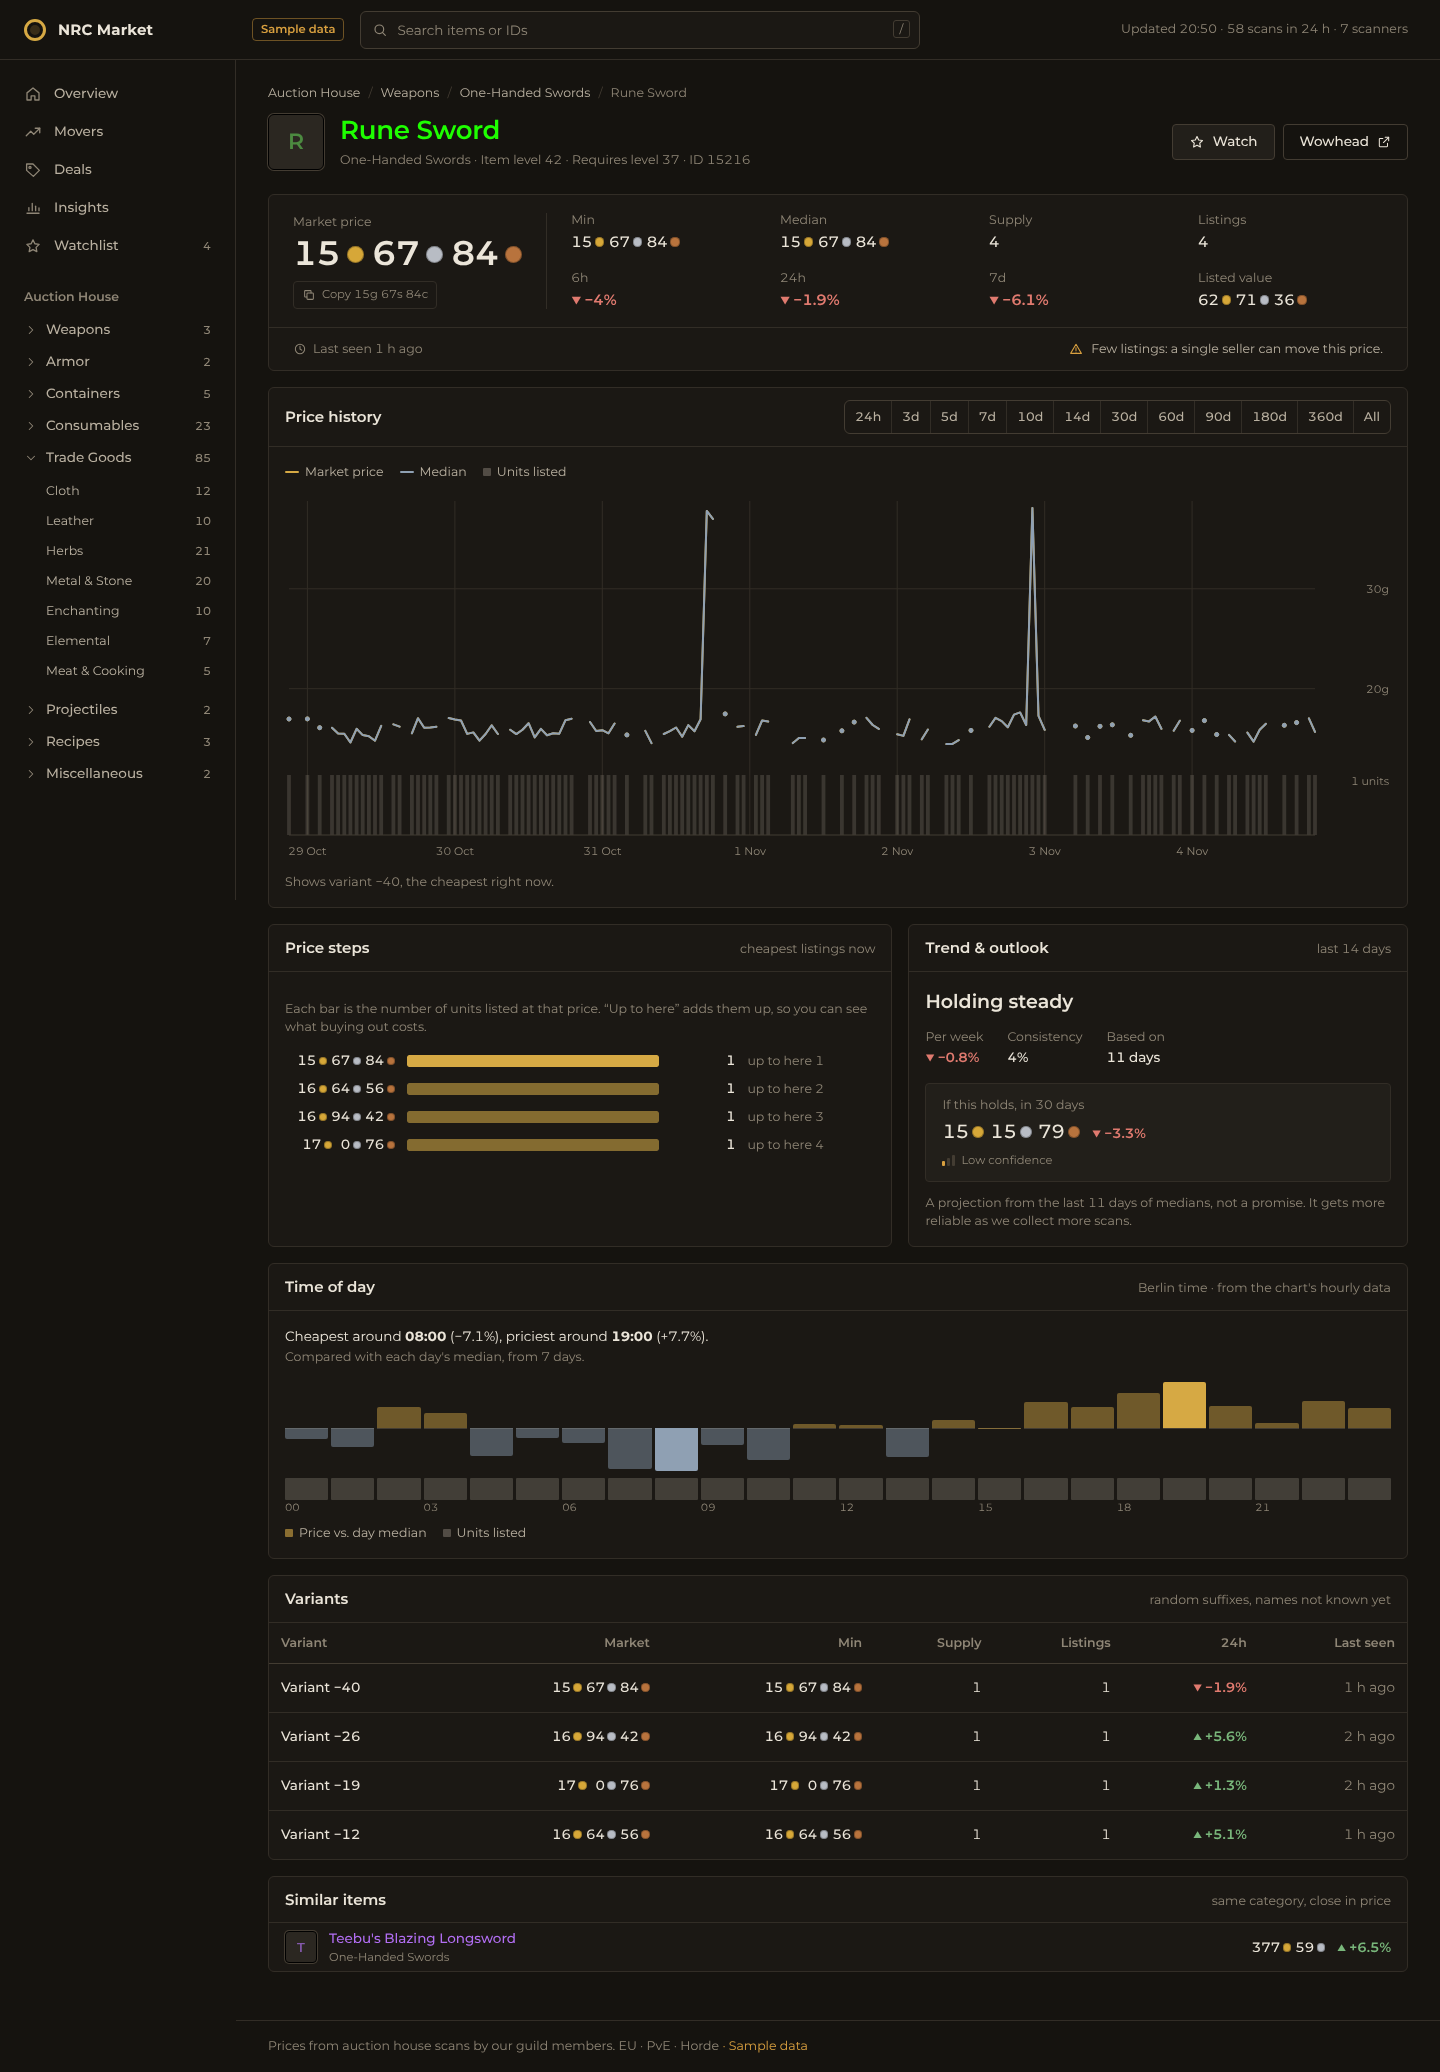 NRC Market
Sample data
Search items or IDs
/
Updated 20:50 · 58 scans in 24 h · 7 scanners
Overview
Movers
Deals
Insights
Watchlist 4
Auction House
Weapons 3
Armor 2
Containers 5
Consumables 23
Trade Goods 85
Cloth 12
Leather 10
Herbs 21
Metal & Stone 20
Enchanting 10
Elemental 7
Meat & Cooking 5
Projectiles 2
Recipes 3
Miscellaneous 2
Auction House / Weapons / One-Handed Swords / Rune Sword
R
Rune Sword
One-Handed Swords · Item level 42 · Requires level 37 · ID 15216
Watch
Wowhead
Market price
15 67 84
Copy 15g 67s 84c
Min Median Supply Listings
15 67 84 15 67 84 4 4
6h 24h 7d Listed value
▼ −4% ▼ −1.9% ▼ −6.1% 62 71 36
Last seen 1 h ago
Few listings: a single seller can move this price.
Price history
24h 3d 5d 7d 10d 14d 30d 60d 90d 180d 360d All
Market price Median Units listed
30g
20g
1 units
29 Oct 30 Oct 31 Oct 1 Nov 2 Nov 3 Nov 4 Nov
Shows variant −40, the cheapest right now.
Price steps cheapest listings now
Each bar is the number of units listed at that price. “Up to here” adds them up, so you can see
what buying out costs.
15 67 84 1 up to here 1
16 64 56 1 up to here 2
16 94 42 1 up to here 3
17 0 76 1 up to here 4
Trend & outlook last 14 days
Holding steady
Per week Consistency Based on
▼ −0.8% 4% 11 days
If this holds, in 30 days
15 15 79 ▼ −3.3%
Low confidence
A projection from the last 11 days of medians, not a promise. It gets more
reliable as we collect more scans.
Time of day Berlin time · from the chart's hourly data
Cheapest around 08:00 (−7.1%), priciest around 19:00 (+7.7%).
Compared with each day's median, from 7 days.
00 03 06 09 12 15 18 21
Price vs. day median Units listed
Variants random suffixes, names not known yet
Variant Market Min Supply Listings 24h Last seen
Variant −40 15 67 84 15 67 84 1 1 ▼ −1.9% 1 h ago
Variant −26 16 94 42 16 94 42 1 1 ▲ +5.6% 2 h ago
Variant −19 17 0 76 17 0 76 1 1 ▲ +1.3% 2 h ago
Variant −12 16 64 56 16 64 56 1 1 ▲ +5.1% 1 h ago
Similar items same category, close in price
T
Teebu's Blazing Longsword
One-Handed Swords
377 59 ▲ +6.5%
Prices from auction house scans by our guild members. EU · PvE · Horde · Sample data